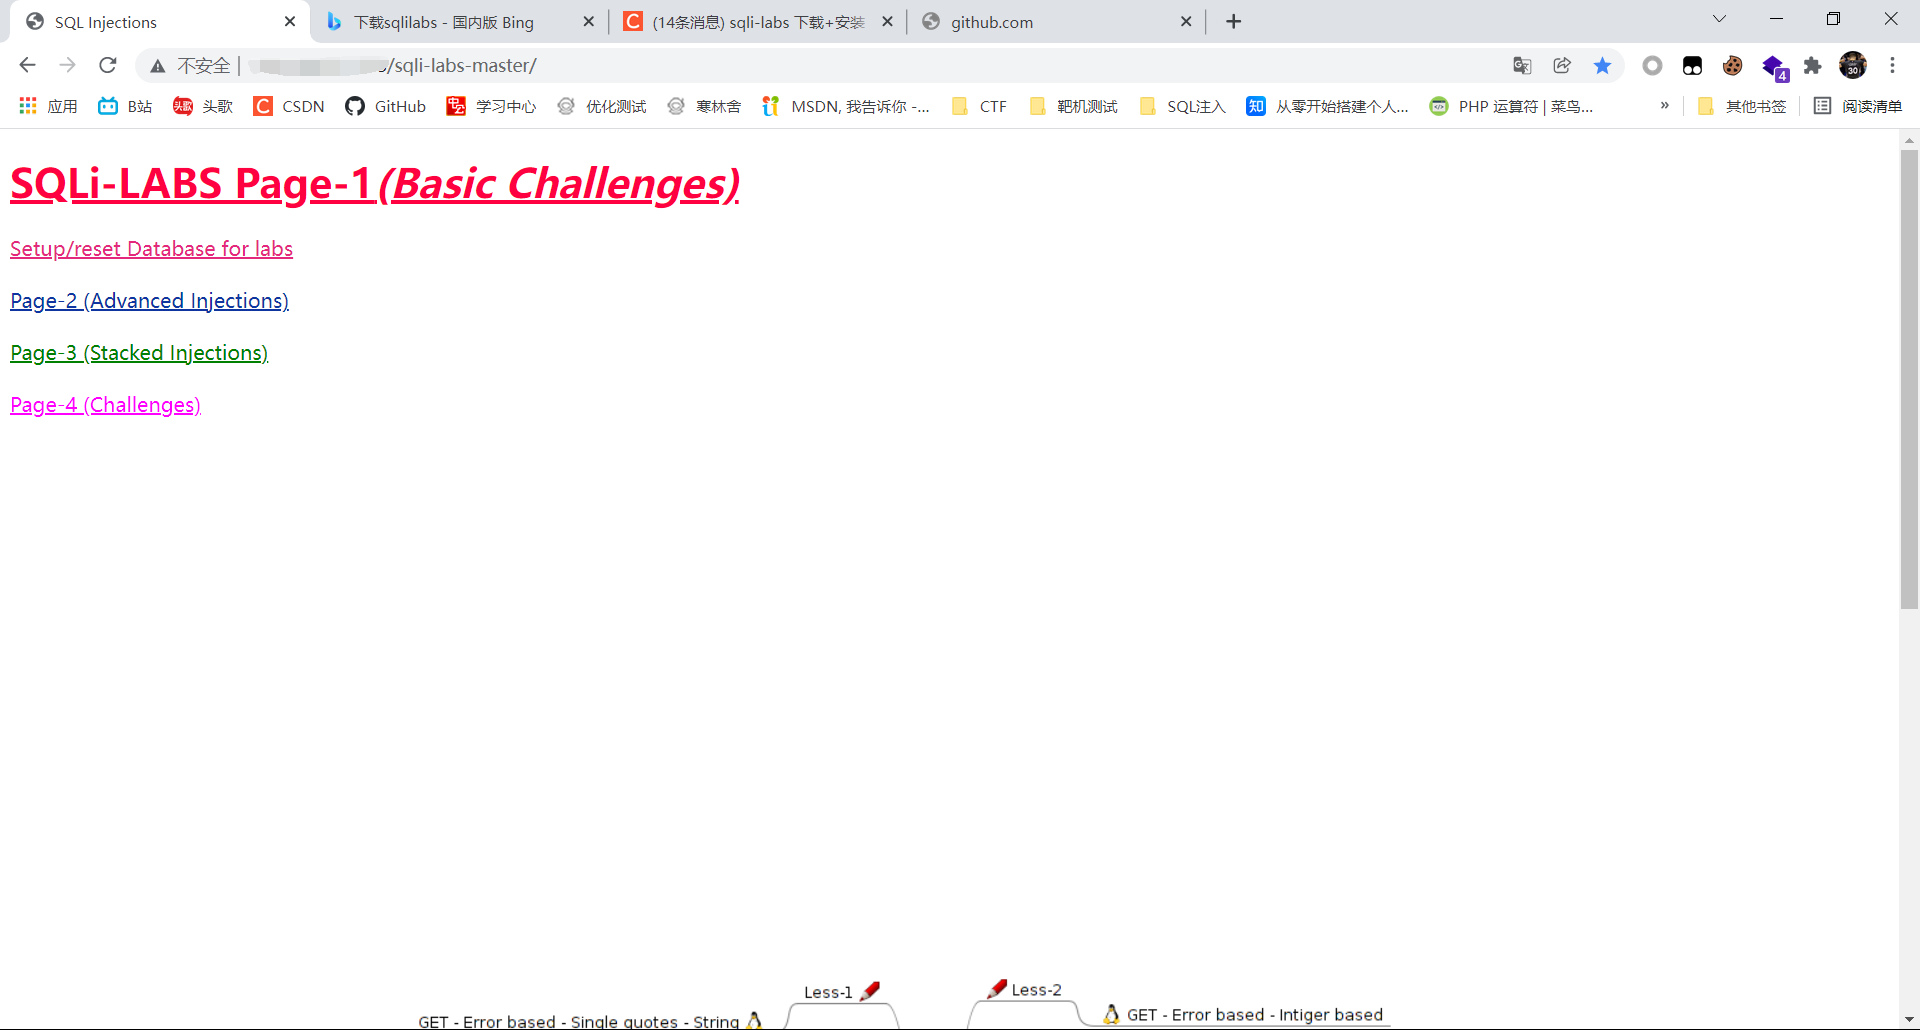 SQL Injections
下载sqlilabs - 国内版 Bing
(14条消息) sqli-labs 下载+安装
github.com
不安全 | /sqli-labs-master/
应用 B站 头歌 CSDN GitHub 学习中心 优化测试 寒林舍 MSDN, 我告诉你 -... CTF 靶机测试 SQL注入 从零开始搭建个人... PHP 运算符 | 菜鸟... » 其他书签 阅读清单
SQLi-LABS Page-1(Basic Challenges)
Setup/reset Database for labs
Page-2 (Advanced Injections)
Page-3 (Stacked Injections)
Page-4 (Challenges)
Less-1
Less-2
GET - Error based - Single quotes - String
GET - Error based - Intiger based